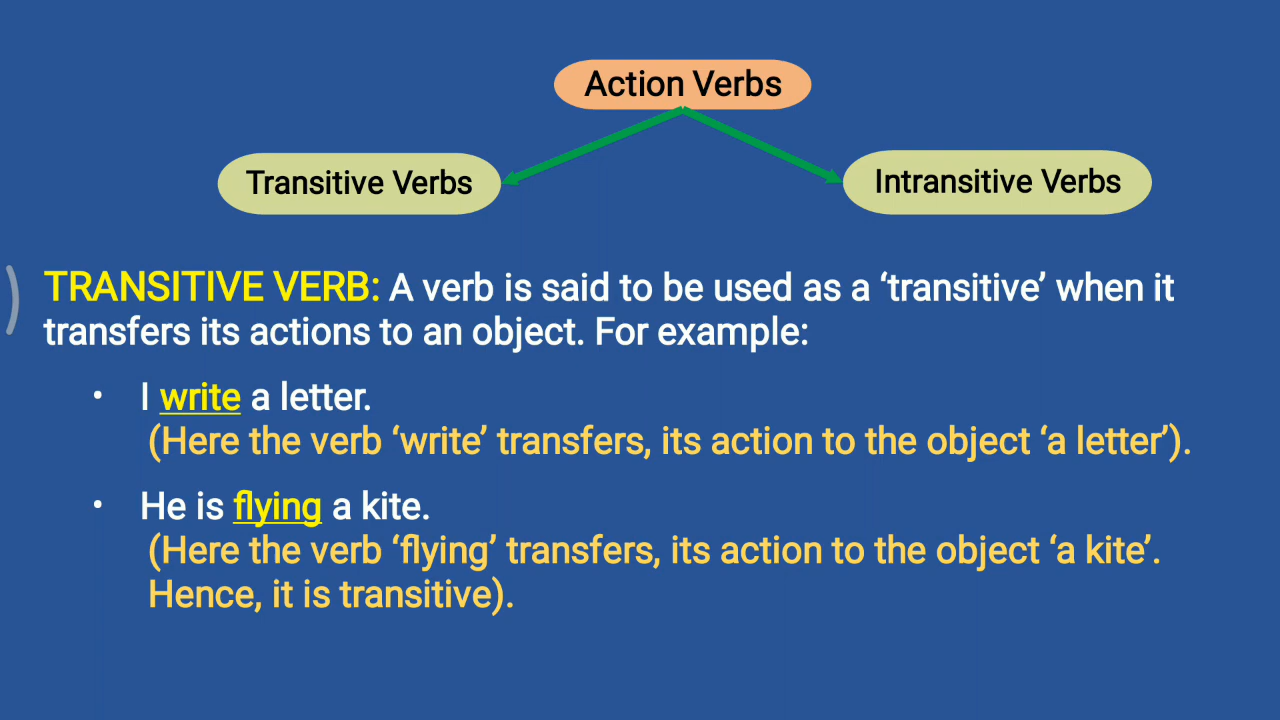 Action Verbs
Transitive Verbs
Intransitive Verbs
TRANSITIVE VERB: A verb is said to be used as a ‘transitive’ when it
transfers its actions to an object. For example:
• I write a letter.
(Here the verb ‘write’ transfers, its action to the object ‘a letter’).
• He is flying a kite.
(Here the verb ‘flying’ transfers, its action to the object ‘a kite’.
Hence, it is transitive).